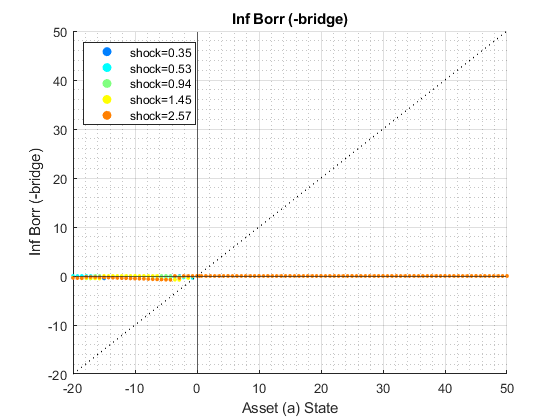 Inf Borr (-bridge)
50
40
30
20
10
0
-10
-20
Inf Borr (-bridge)
shock=0.35
shock=0.53
shock=0.94
shock=1.45
shock=2.57
-20
-10
0
10
20
30
40
50
Asset (a) State